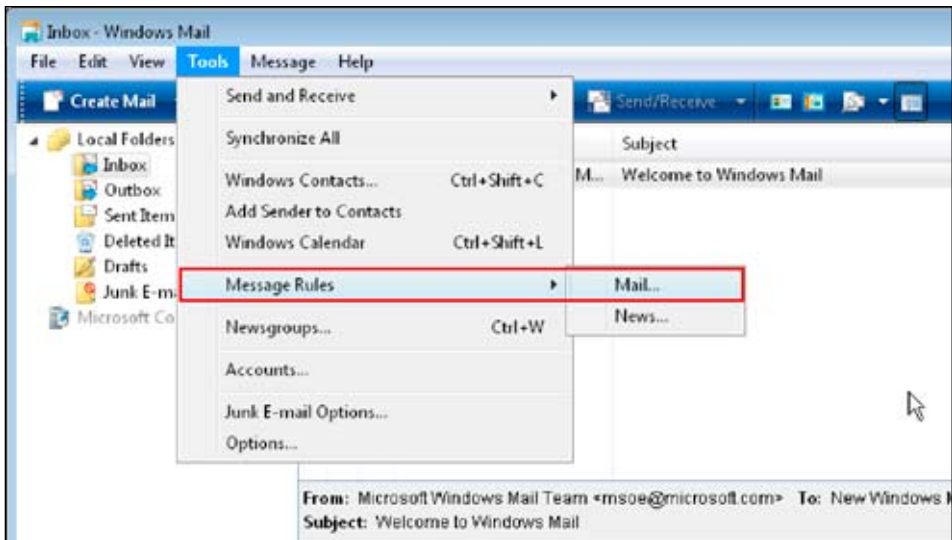 Inbox - Windows Mail
File Edit View Tools Message Help
Create Mail Send/Receive
Send and Receive
Synchronize All
Windows Contacts... Ctrl+Shift+C
Add Sender to Contacts
Windows Calendar Ctrl+Shift+L
Message Rules
Newsgroups... Ctrl+W
Accounts...
Junk E-mail Options...
Options...
Mail...
News...
Local Folders
Inbox
Outbox
Sent Item
Deleted It
Drafts
Junk E-ma
Microsoft Co
Subject
M... Welcome to Windows Mail
From: Microsoft Windows Mail Team <msoe@microsoft.com> To: New Windows
Subject: Welcome to Windows Mail